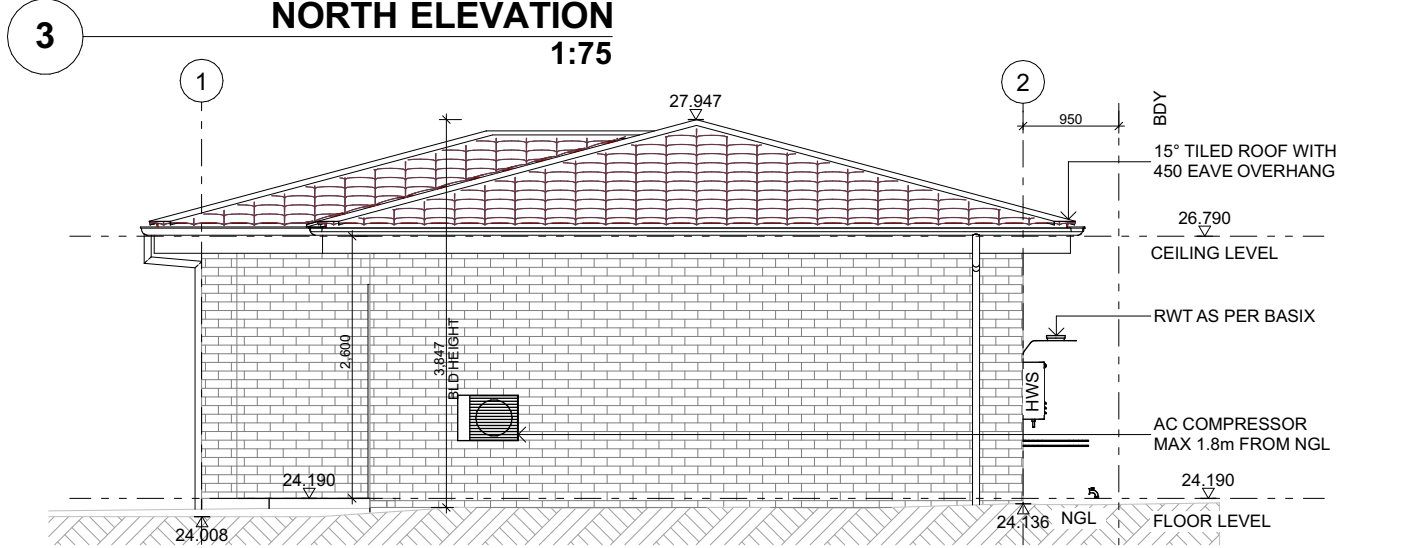 3
NORTH ELEVATION
1:75
1
27.947
2
950
BDY
15° TILED ROOF WITH
450 EAVE OVERHANG
26.790
CEILING LEVEL
RWT AS PER BASIX
2,600
3,847
BLD HEIGHT
HWS
AC COMPRESSOR
MAX 1.8m FROM NGL
24.190
24.190
24.008
24.136
NGL
FLOOR LEVEL